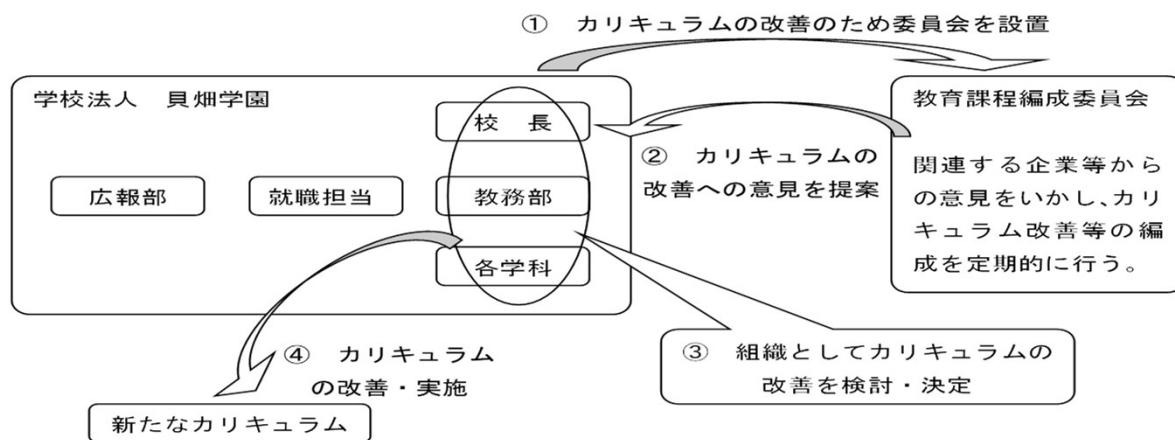 ① カリキュラムの改善のため委員会を設置
学校法人 貝畑学園
校 長
広報部
就職担当
教務部
各学科
教育課程編成委員会
関連する企業等から
の意見をいかし、カリ
キュラム改善等の編
成を定期的に行う。
② カリキュラムの
改善への意見を提案
③ 組織としてカリキュラムの
改善を検討・決定
④ カリキュラム
の改善・実施
新たなカリキュラム